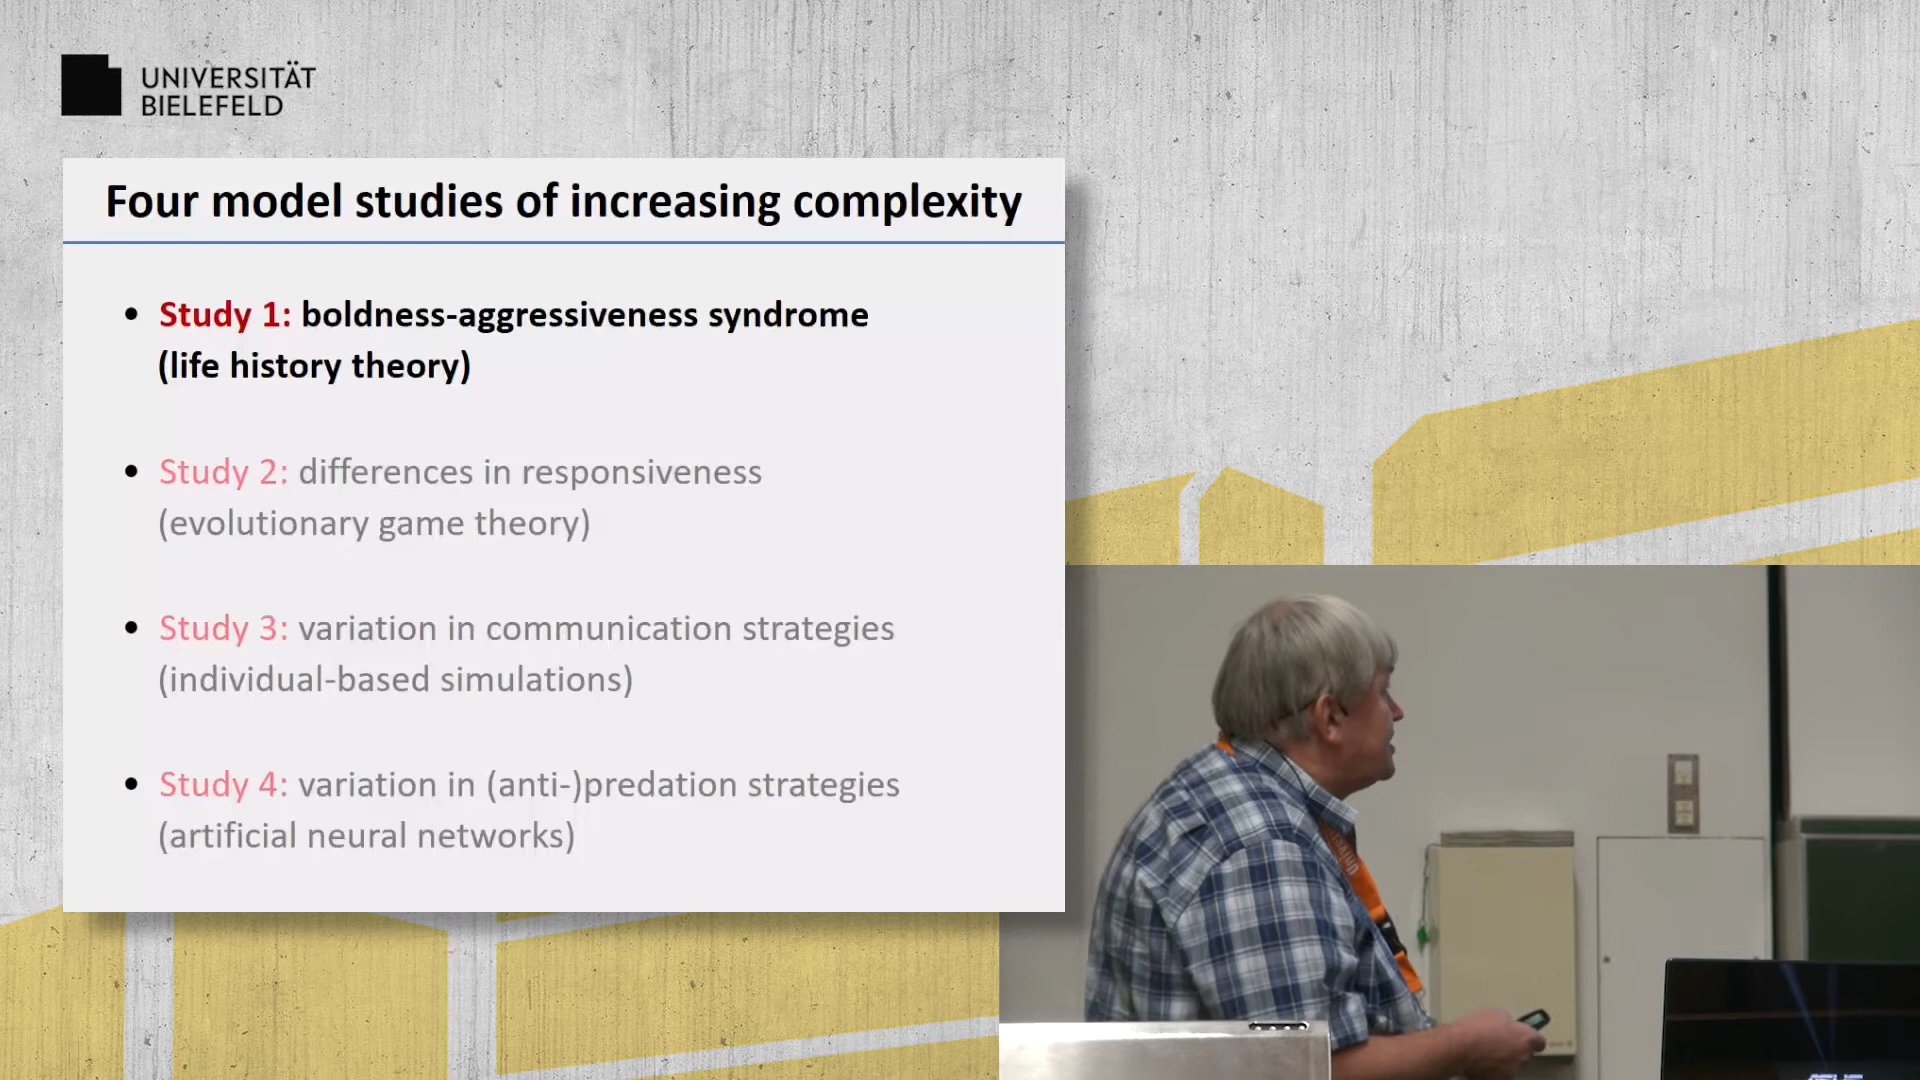 UNIVERSITÄT
BIELEFELD
Four model studies of increasing complexity
• Study 1: boldness-aggressiveness syndrome
(life history theory)
• Study 2: differences in responsiveness
(evolutionary game theory)
• Study 3: variation in communication strategies
(individual-based simulations)
• Study 4: variation in (anti-)predation strategies
(artificial neural networks)